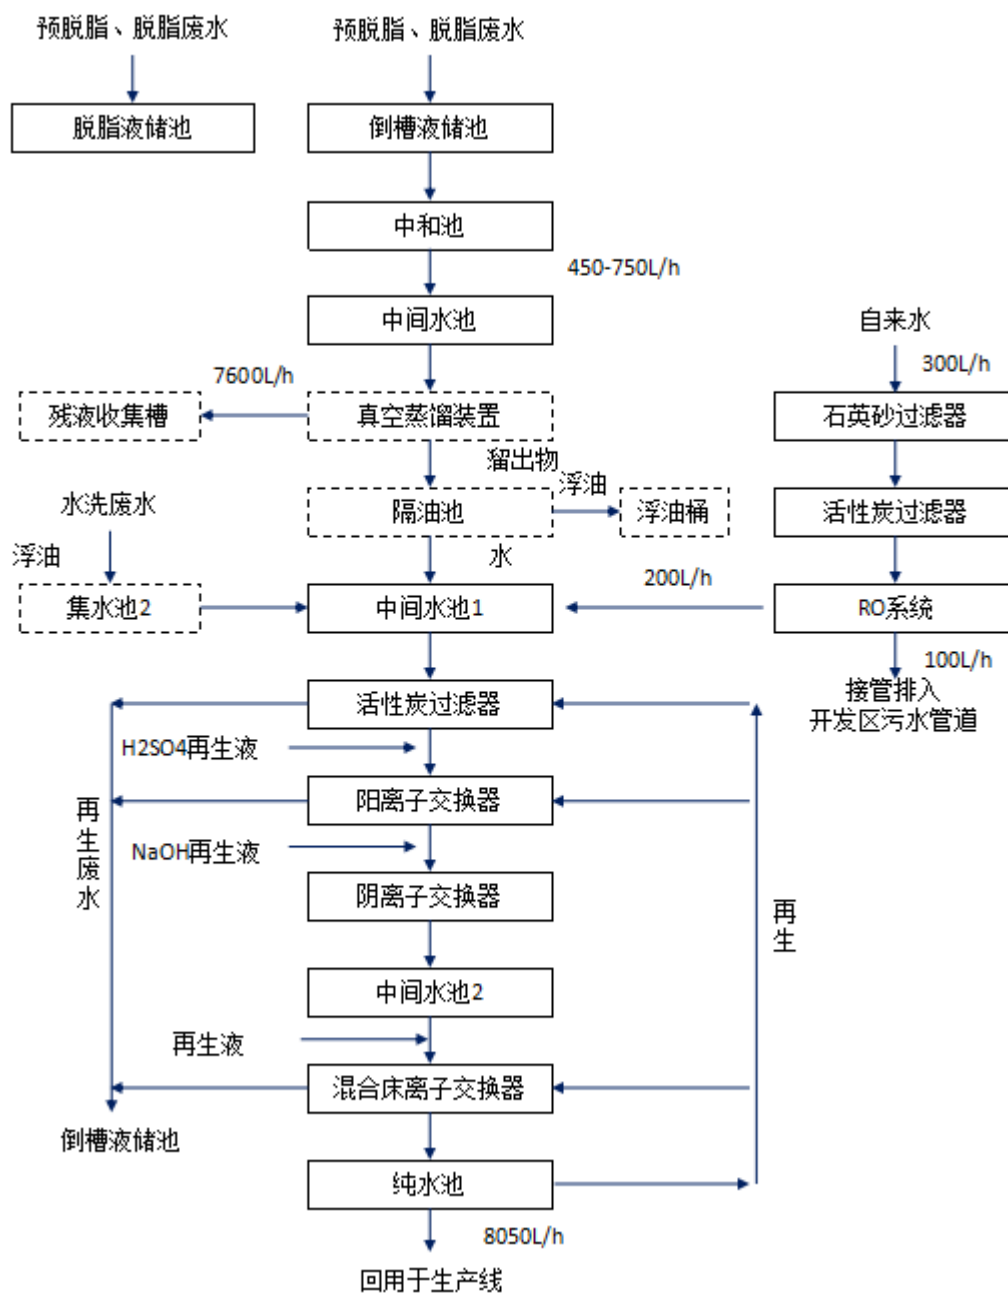 预脱脂、脱脂废水
预脱脂、脱脂废水
脱脂液储池
倒槽液储池
中和池
450-750L/h
中间水池
自来水
7600L/h
300L/h
残液收集槽
真空蒸馏装置
石英砂过滤器
溜出物
浮油
水洗废水
隔油池
浮油桶
活性炭过滤器
浮油
水
200L/h
集水池2
中间水池1
RO系统
100L/h
接管排入
开发区污水管道
活性炭过滤器
H2SO4再生液
阳离子交换器
再生废水
NaOH再生液
阴离子交换器
再生
中间水池2
再生液
混合床离子交换器
倒槽液储池
纯水池
8050L/h
回用于生产线